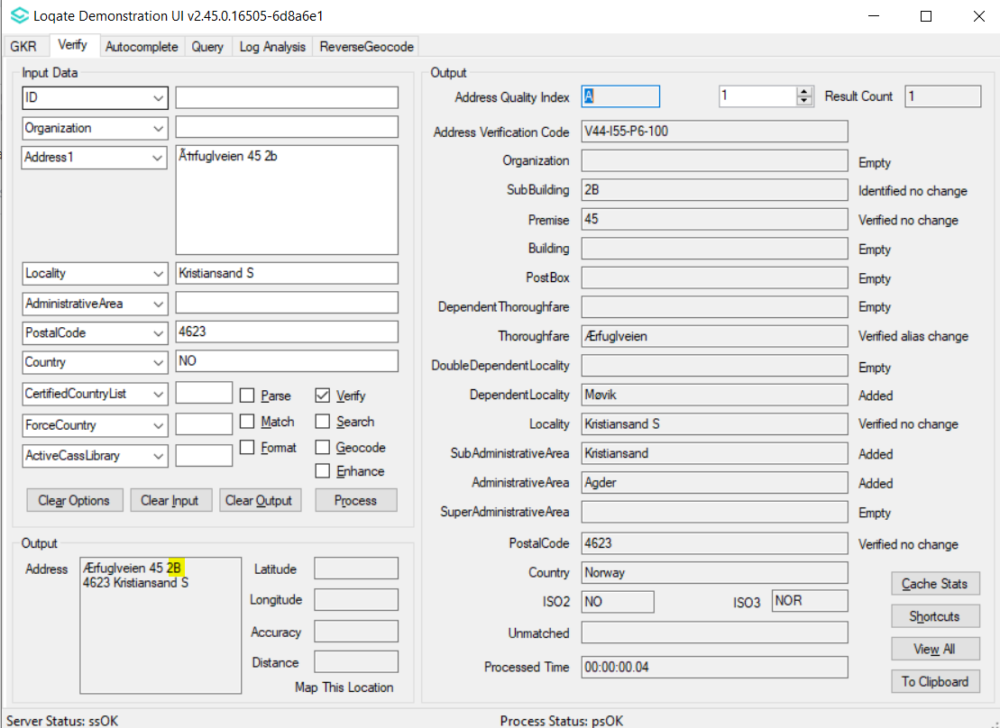 Loqate Demonstration UI v2.45.0.16505-6d8a6e1
GKR Verify Autocomplete Query Log Analysis ReverseGeocode
Input Data
ID
Organization
Address1 Ãfrfuglveien 45 2b
Locality Kristiansand S
AdministrativeArea
PostalCode 4623
Country NO
CertifiedCountryList Parse Verify
ForceCountry Match Search
ActiveCassLibrary Format Geocode
Enhance
Clear Options Clear Input Clear Output Process
Output
Address Ærfuglveien 45 2B
4623 Kristiansand S
Latitude
Longitude
Accuracy
Distance
Map This Location
Output
Address Quality Index A 1 Result Count 1
Address Verification Code V44-I55-P6-100
Organization Empty
SubBuilding 2B Identified no change
Premise 45 Verified no change
Building Empty
PostBox Empty
DependentThoroughfare Empty
Thoroughfare Ærfuglveien Verified alias change
DoubleDependentLocality Empty
DependentLocality Møvik Added
Locality Kristiansand S Verified no change
SubAdministrativeArea Kristiansand Added
AdministrativeArea Agder Added
SuperAdministrativeArea Empty
PostalCode 4623 Verified no change
Country Norway
ISO2 NO ISO3 NOR
Unmatched
Processed Time 00:00:00.04
Cache Stats
Shortcuts
View All
To Clipboard
Server Status: ssOK Process Status: psOK